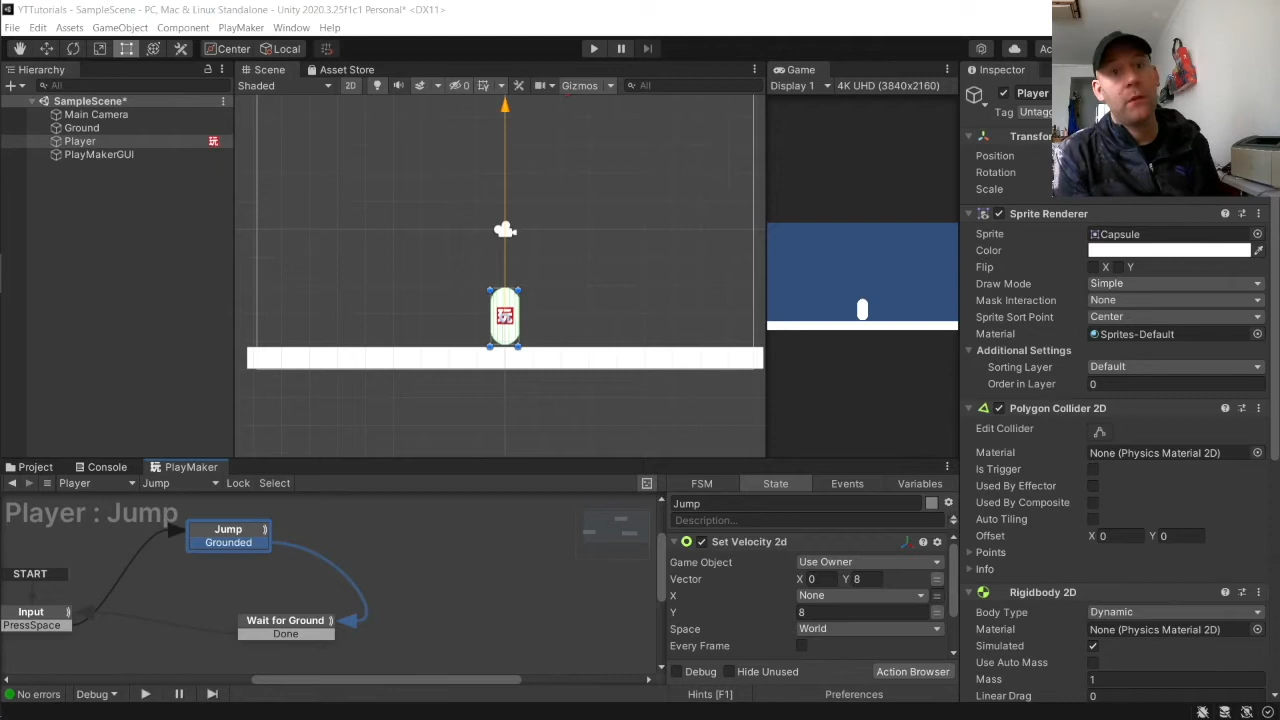 YTTutorials - SampleScene - PC, Mac & Linux Standalone - Unity 2020.3.25f1c1 Personal* <DX11>
File Edit Assets GameObject Component PlayMaker Window Help
Center Local Ac
Hierarchy Scene Asset Store Game Inspector
All Shaded 2D 0 Gizmos All Display 1 4K UHD (3840x2160) Player
SampleScene*
Main Camera
Ground
Player 玩
PlayMakerGUI
玩
Tag Untagg
Transfor
Position
Rotation
Scale
Sprite Renderer
Sprite Capsule
Color
Flip X Y
Draw Mode Simple
Mask Interaction None
Sprite Sort Point Center
Material Sprites-Default
Additional Settings
Sorting Layer Default
Order in Layer 0
Polygon Collider 2D
Edit Collider
Material None (Physics Material 2D)
Is Trigger
Used By Effector
Used By Composite
Auto Tiling
Offset X 0 Y 0
Points
Info
Rigidbody 2D
Body Type Dynamic
Material None (Physics Material 2D)
Simulated
Use Auto Mass
Mass 1
Linear Drag 0
Project Console 玩 PlayMaker
Player Jump Lock Select
Player : Jump
Jump
Grounded
START
Input
PressSpace
Wait for Ground
Done
FSM State Events Variables
Jump
Description...
Set Velocity 2d
Game Object Use Owner
Vector X 0 Y 8
X None
Y 8
Space World
Every Frame
Debug Hide Unused Action Browser
No errors Debug Hints [F1] Preferences